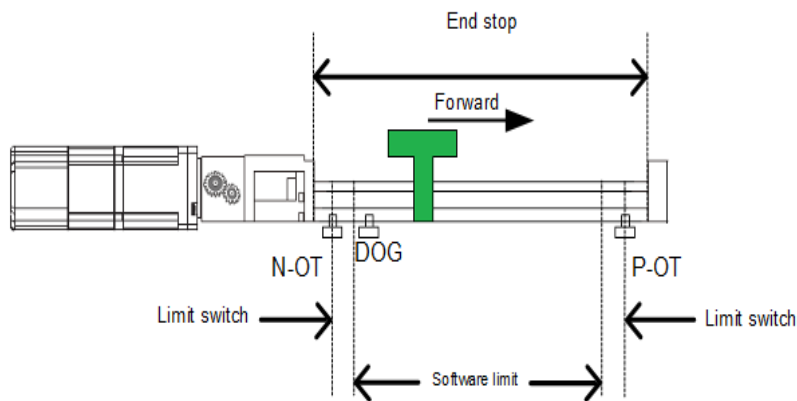 End stop
Forward
N-OT
DOG
P-OT
Limit switch
Limit switch
Software limit